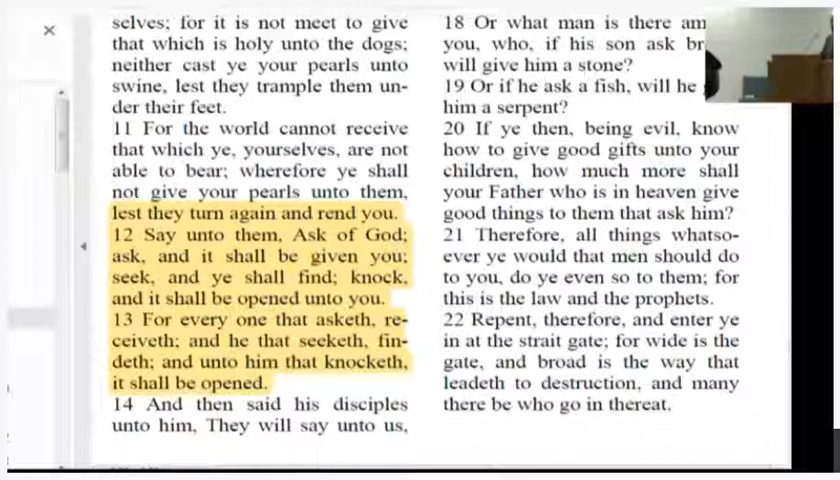 selves; for it is not meet to give
that which is holy unto the dogs;
neither cast ye your pearls unto
swine, lest they trample them un-
der their feet.
11 For the world cannot receive
that which ye, yourselves, are not
able to bear; wherefore ye shall
not give your pearls unto them,
lest they turn again and rend you.
12 Say unto them, Ask of God;
ask, and it shall be given you;
seek, and ye shall find; knock,
and it shall be opened unto you.
13 For every one that asketh, re-
ceiveth; and he that seeketh, fin-
deth; and unto him that knocketh,
it shall be opened.
14 And then said his disciples
unto him, They will say unto us,
18 Or what man is there am
you, who, if his son ask br
will give him a stone?
19 Or if he ask a fish, will he
him a serpent?
20 If ye then, being evil, know
how to give good gifts unto your
children, how much more shall
your Father who is in heaven give
good things to them that ask him?
21 Therefore, all things whatso-
ever ye would that men should do
to you, do ye even so to them; for
this is the law and the prophets.
22 Repent, therefore, and enter ye
in at the strait gate; for wide is the
gate, and broad is the way that
leadeth to destruction, and many
there be who go in thereat.